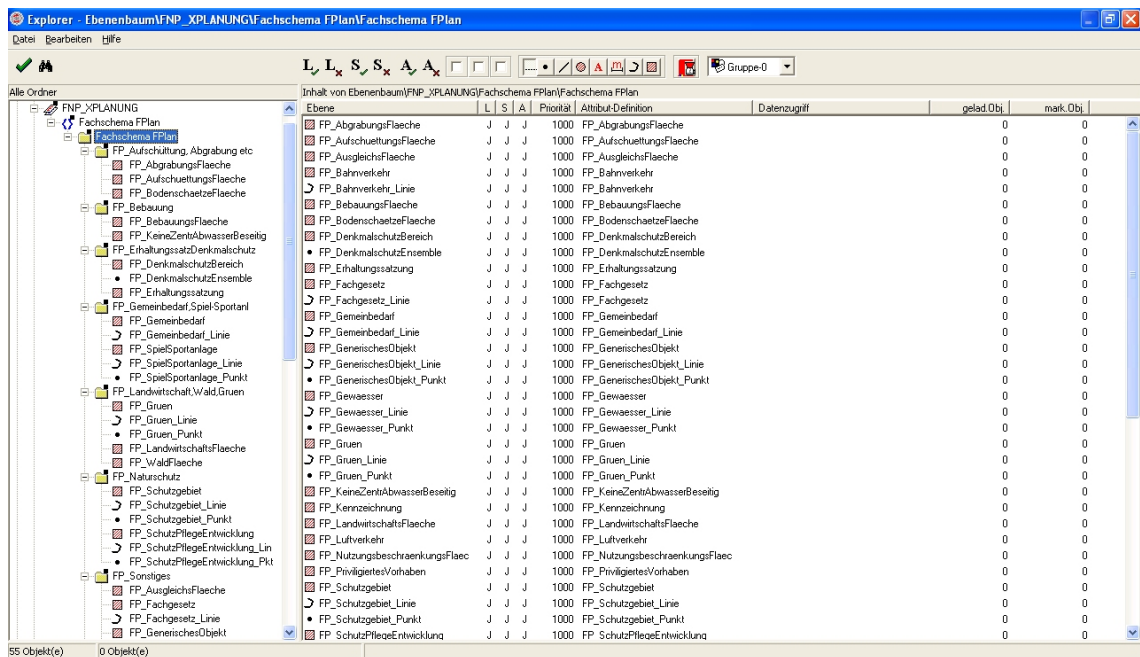 Explorer - Ebenenbaum\FNP_XPLANUNG\Fachschema FPlan\Fachschema FPlan
Datei Bearbeiten Hilfe
L L S S A A A m Gruppe-0
Alle Ordner
FNP_XPLANUNG
Fachschema FPlan
Fachschema FPlan
FP_Aufschüttung, Abgrabung etc
FP_AbgrabungsFlaeche
FP_AufschuettungsFlaeche
FP_BodenschaetzeFlaeche
FP_Bebauung
FP_BebauungsFlaeche
FP_KeineZentrAbwasserBeseitig
FP_ErhaltungssatzDenkmalschutz
FP_DenkmalschutzBereich
FP_DenkmalschutzEnsemble
FP_Erhaltungssatzung
FP_Gemeinbedarf,Spiel-Sportanl
FP_Gemeinbedarf
FP_Gemeinbedarf_Linie
FP_SpielSportanlage
FP_SpielSportanlage_Linie
FP_SpielSportanlage_Punkt
FP_Landwirtschaft,Wald,Gruen
FP_Gruen
FP_Gruen_Linie
FP_Gruen_Punkt
FP_LandwirtschaftsFlaeche
FP_WaldFlaeche
FP_Naturschutz
FP_Schutzgebiet
FP_Schutzgebiet_Linie
FP_Schutzgebiet_Punkt
FP_SchutzPflegeEntwicklung
FP_SchutzPflegeEntwicklung_Lin
FP_SchutzPflegeEntwicklung_Pkt
FP_Sonstiges
FP_AusgleichsFlaeche
FP_Fachgesetz
FP_Fachgesetz_Linie
FP_GenerischesObjekt
Inhalt von Ebenenbaum\FNP_XPLANUNG\Fachschema FPlan\Fachschema FPlan
Ebene L S A Priorität Attribut-Definition Datenzugriff gelad.Obj. mark.Obj.
FP_AbgrabungsFlaeche J J J 1000 FP_AbgrabungsFlaeche 0 0
FP_AufschuettungsFlaeche J J J 1000 FP_AufschuettungsFlaeche 0 0
FP_AusgleichsFlaeche J J J 1000 FP_AusgleichsFlaeche 0 0
FP_Bahnverkehr J J J 1000 FP_Bahnverkehr 0 0
FP_Bahnverkehr_Linie J J J 1000 FP_Bahnverkehr 0 0
FP_BebauungsFlaeche J J J 1000 FP_BebauungsFlaeche 0 0
FP_BodenschaetzeFlaeche J J J 1000 FP_BodenschaetzeFlaeche 0 0
FP_DenkmalschutzBereich J J J 1000 FP_DenkmalschutzBereich 0 0
FP_DenkmalschutzEnsemble J J J 1000 FP_DenkmalschutzEnsemble 0 0
FP_Erhaltungssatzung J J J 1000 FP_Erhaltungssatzung 0 0
FP_Fachgesetz J J J 1000 FP_Fachgesetz 0 0
FP_Fachgesetz_Linie J J J 1000 FP_Fachgesetz 0 0
FP_Gemeinbedarf J J J 1000 FP_Gemeinbedarf 0 0
FP_Gemeinbedarf_Linie J J J 1000 FP_Gemeinbedarf_Linie 0 0
FP_GenerischesObjekt J J J 1000 FP_GenerischesObjekt 0 0
FP_GenerischesObjekt_Linie J J J 1000 FP_GenerischesObjekt_Linie 0 0
FP_GenerischesObjekt_Punkt J J J 1000 FP_GenerischesObjekt_Punkt 0 0
FP_Gewaesser J J J 1000 FP_Gewaesser 0 0
FP_Gewaesser_Linie J J J 1000 FP_Gewaesser_Linie 0 0
FP_Gewaesser_Punkt J J J 1000 FP_Gewaesser_Punkt 0 0
FP_Gruen J J J 1000 FP_Gruen 0 0
FP_Gruen_Linie J J J 1000 FP_Gruen_Linie 0 0
FP_Gruen_Punkt J J J 1000 FP_Gruen_Punkt 0 0
FP_KeineZentrAbwasserBeseitig J J J 1000 FP_KeineZentrAbwasserBeseitig 0 0
FP_Kennzeichnung J J J 1000 FP_Kennzeichnung 0 0
FP_LandwirtschaftsFlaeche J J J 1000 FP_LandwirtschaftsFlaeche 0 0
FP_Luftverkehr J J J 1000 FP_Luftverkehr 0 0
FP_NutzungsbeschraenkungsFlaec J J J 1000 FP_NutzungsbeschraenkungsFlaec 0 0
FP_PriviligiertesVorhaben J J J 1000 FP_PriviligiertesVorhaben 0 0
FP_Schutzgebiet J J J 1000 FP_Schutzgebiet 0 0
FP_Schutzgebiet_Linie J J J 1000 FP_Schutzgebiet_Linie 0 0
FP_Schutzgebiet_Punkt J J J 1000 FP_Schutzgebiet_Punkt 0 0
FP_SchutzPflegeEntwicklung J J J 1000 FP_SchutzPflegeEntwicklung 0 0
55 Objekt(e) 0 Objekt(e)